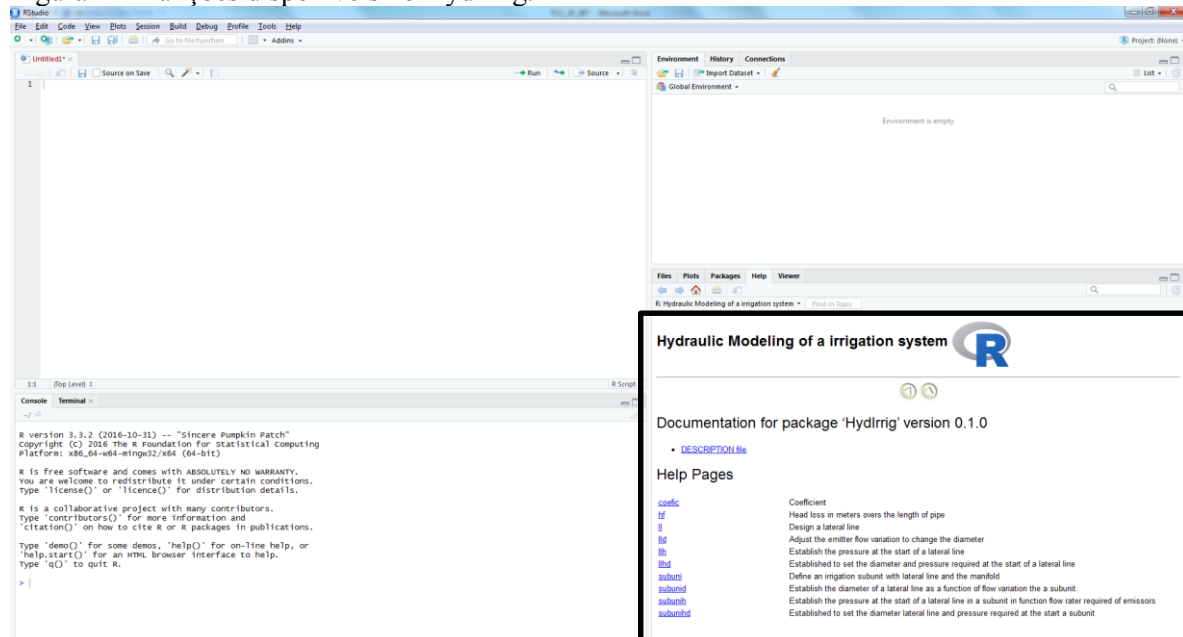 RStudio
File Edit Code View Plots Session Build Debug Profile Tools Help
Go to file/function Addins
Project: (None)
Untitled1*
Source on Save Run Source
1
1:1 (Top Level) R Script
Console Terminal
~/
R version 3.3.2 (2016-10-31) -- "Sincere Pumpkin Patch"
Copyright (C) 2016 The R Foundation for Statistical Computing
Platform: x86_64-w64-mingw32/x64 (64-bit)
R is free software and comes with ABSOLUTELY NO WARRANTY.
You are welcome to redistribute it under certain conditions.
Type 'license()' or 'licence()' for distribution details.
R is a collaborative project with many contributors.
Type 'contributors()' for more information and
'citation()' on how to cite R or R packages in publications.
Type 'demo()' for some demos, 'help()' for on-line help, or
'help.start()' for an HTML browser interface to help.
Type 'q()' to quit R.
>
Environment History Connections
Import Dataset List
Global Environment
Environment is empty
Files Plots Packages Help Viewer
R: Hydraulic Modeling of a irrigation system Find in Topic
Hydraulic Modeling of a irrigation system R
Documentation for package 'HydIrrig' version 0.1.0
DESCRIPTION file.
Help Pages
coefic Coefficient
hf Head loss in meters overs the length of pipe
ll Design a lateral line
lld Adjust the emitter flow variation to change the diameter
llh Establish the pressure at the start of a lateral line
llhd Established to set the diameter and pressure required at the start of a lateral line
subuni Define an irrigation subunit with lateral line and the manifold
subunid Establish the diameter of a lateral line as a function of flow variation the a subunit.
subunih Establish the pressure at the start of a lateral line in a subunit in function flow rater required of emissors
subunihd Established to set the diameter lateral line and pressure required at the start a subunit